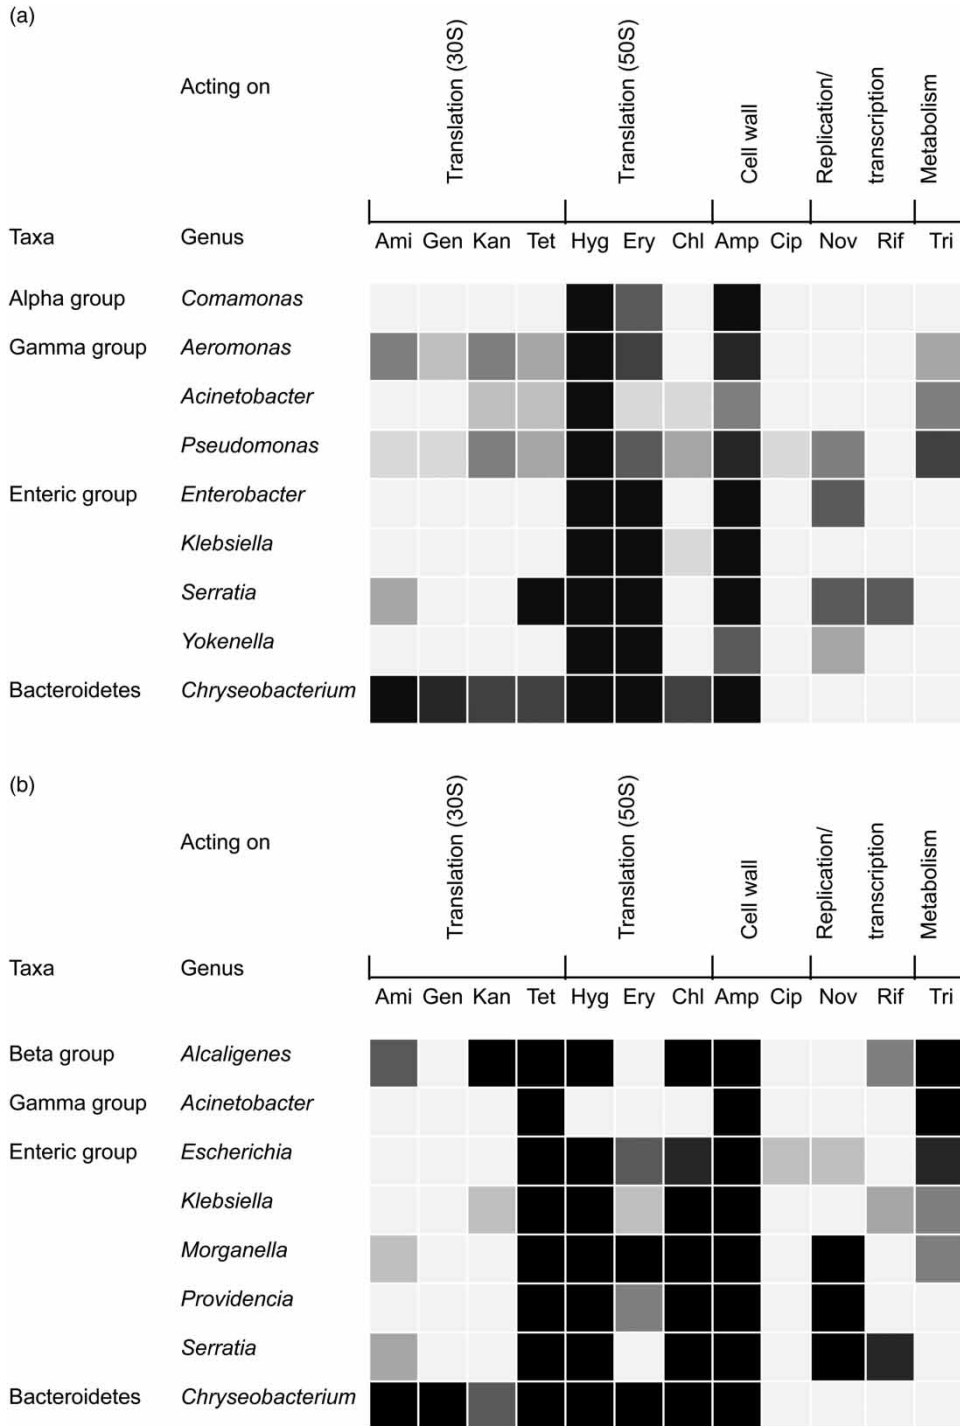 (a)
Acting on
Translation (30S)
Translation (50S)
Cell wall
Replication/
transcription
Metabolism
Taxa Genus Ami Gen Kan Tet Hyg Ery Chl Amp Cip Nov Rif Tri
Alpha group Comamonas
Gamma group Aeromonas
Acinetobacter
Pseudomonas
Enteric group Enterobacter
Klebsiella
Serratia
Yokenella
Bacteroidetes Chryseobacterium
(b)
Acting on
Translation (30S)
Translation (50S)
Cell wall
Replication/
transcription
Metabolism
Taxa Genus
Ami Gen Kan Tet Hyg Ery Chl Amp Cip Nov Rif Tri
Beta group Alcaligenes
Gamma group Acinetobacter
Enteric group Escherichia
Klebsiella
Morganella
Providencia
Serratia
Bacteroidetes Chryseobacterium